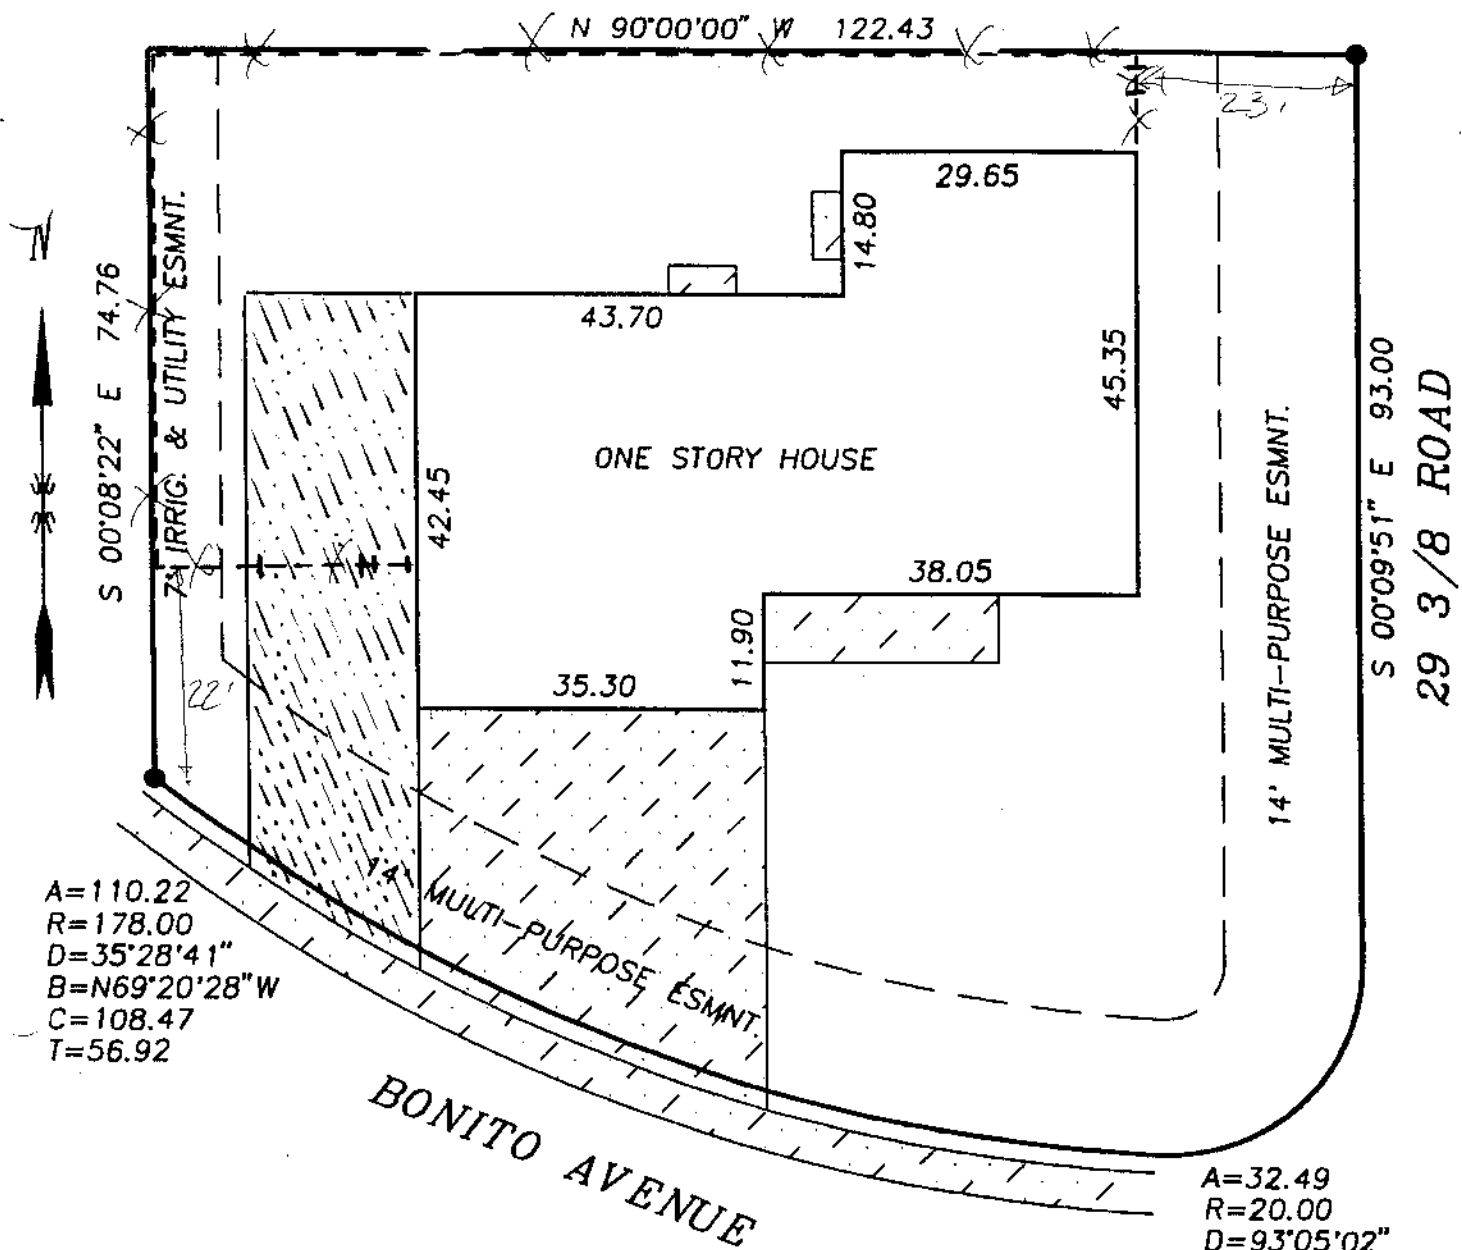 N 90°00'00" W 122.43
23'
29.65
14.80
N
S 00°08'22" E 74.76
7' IRRIG. & UTILITY ESMNT.
43.70
45.35
S 00°09'51" E 93.00
29 3/8 ROAD
ONE STORY HOUSE
42.45
14' MULTI-PURPOSE ESMNT.
38.05
11.90
35.30
22'
14' MULTI-PURPOSE ESMNT.
A=110.22
R=178.00
D=35°28'41"
B=N69°20'28"W
C=108.47
T=56.92
BONITO AVENUE
A=32.49
R=20.00
D=93°05'02"